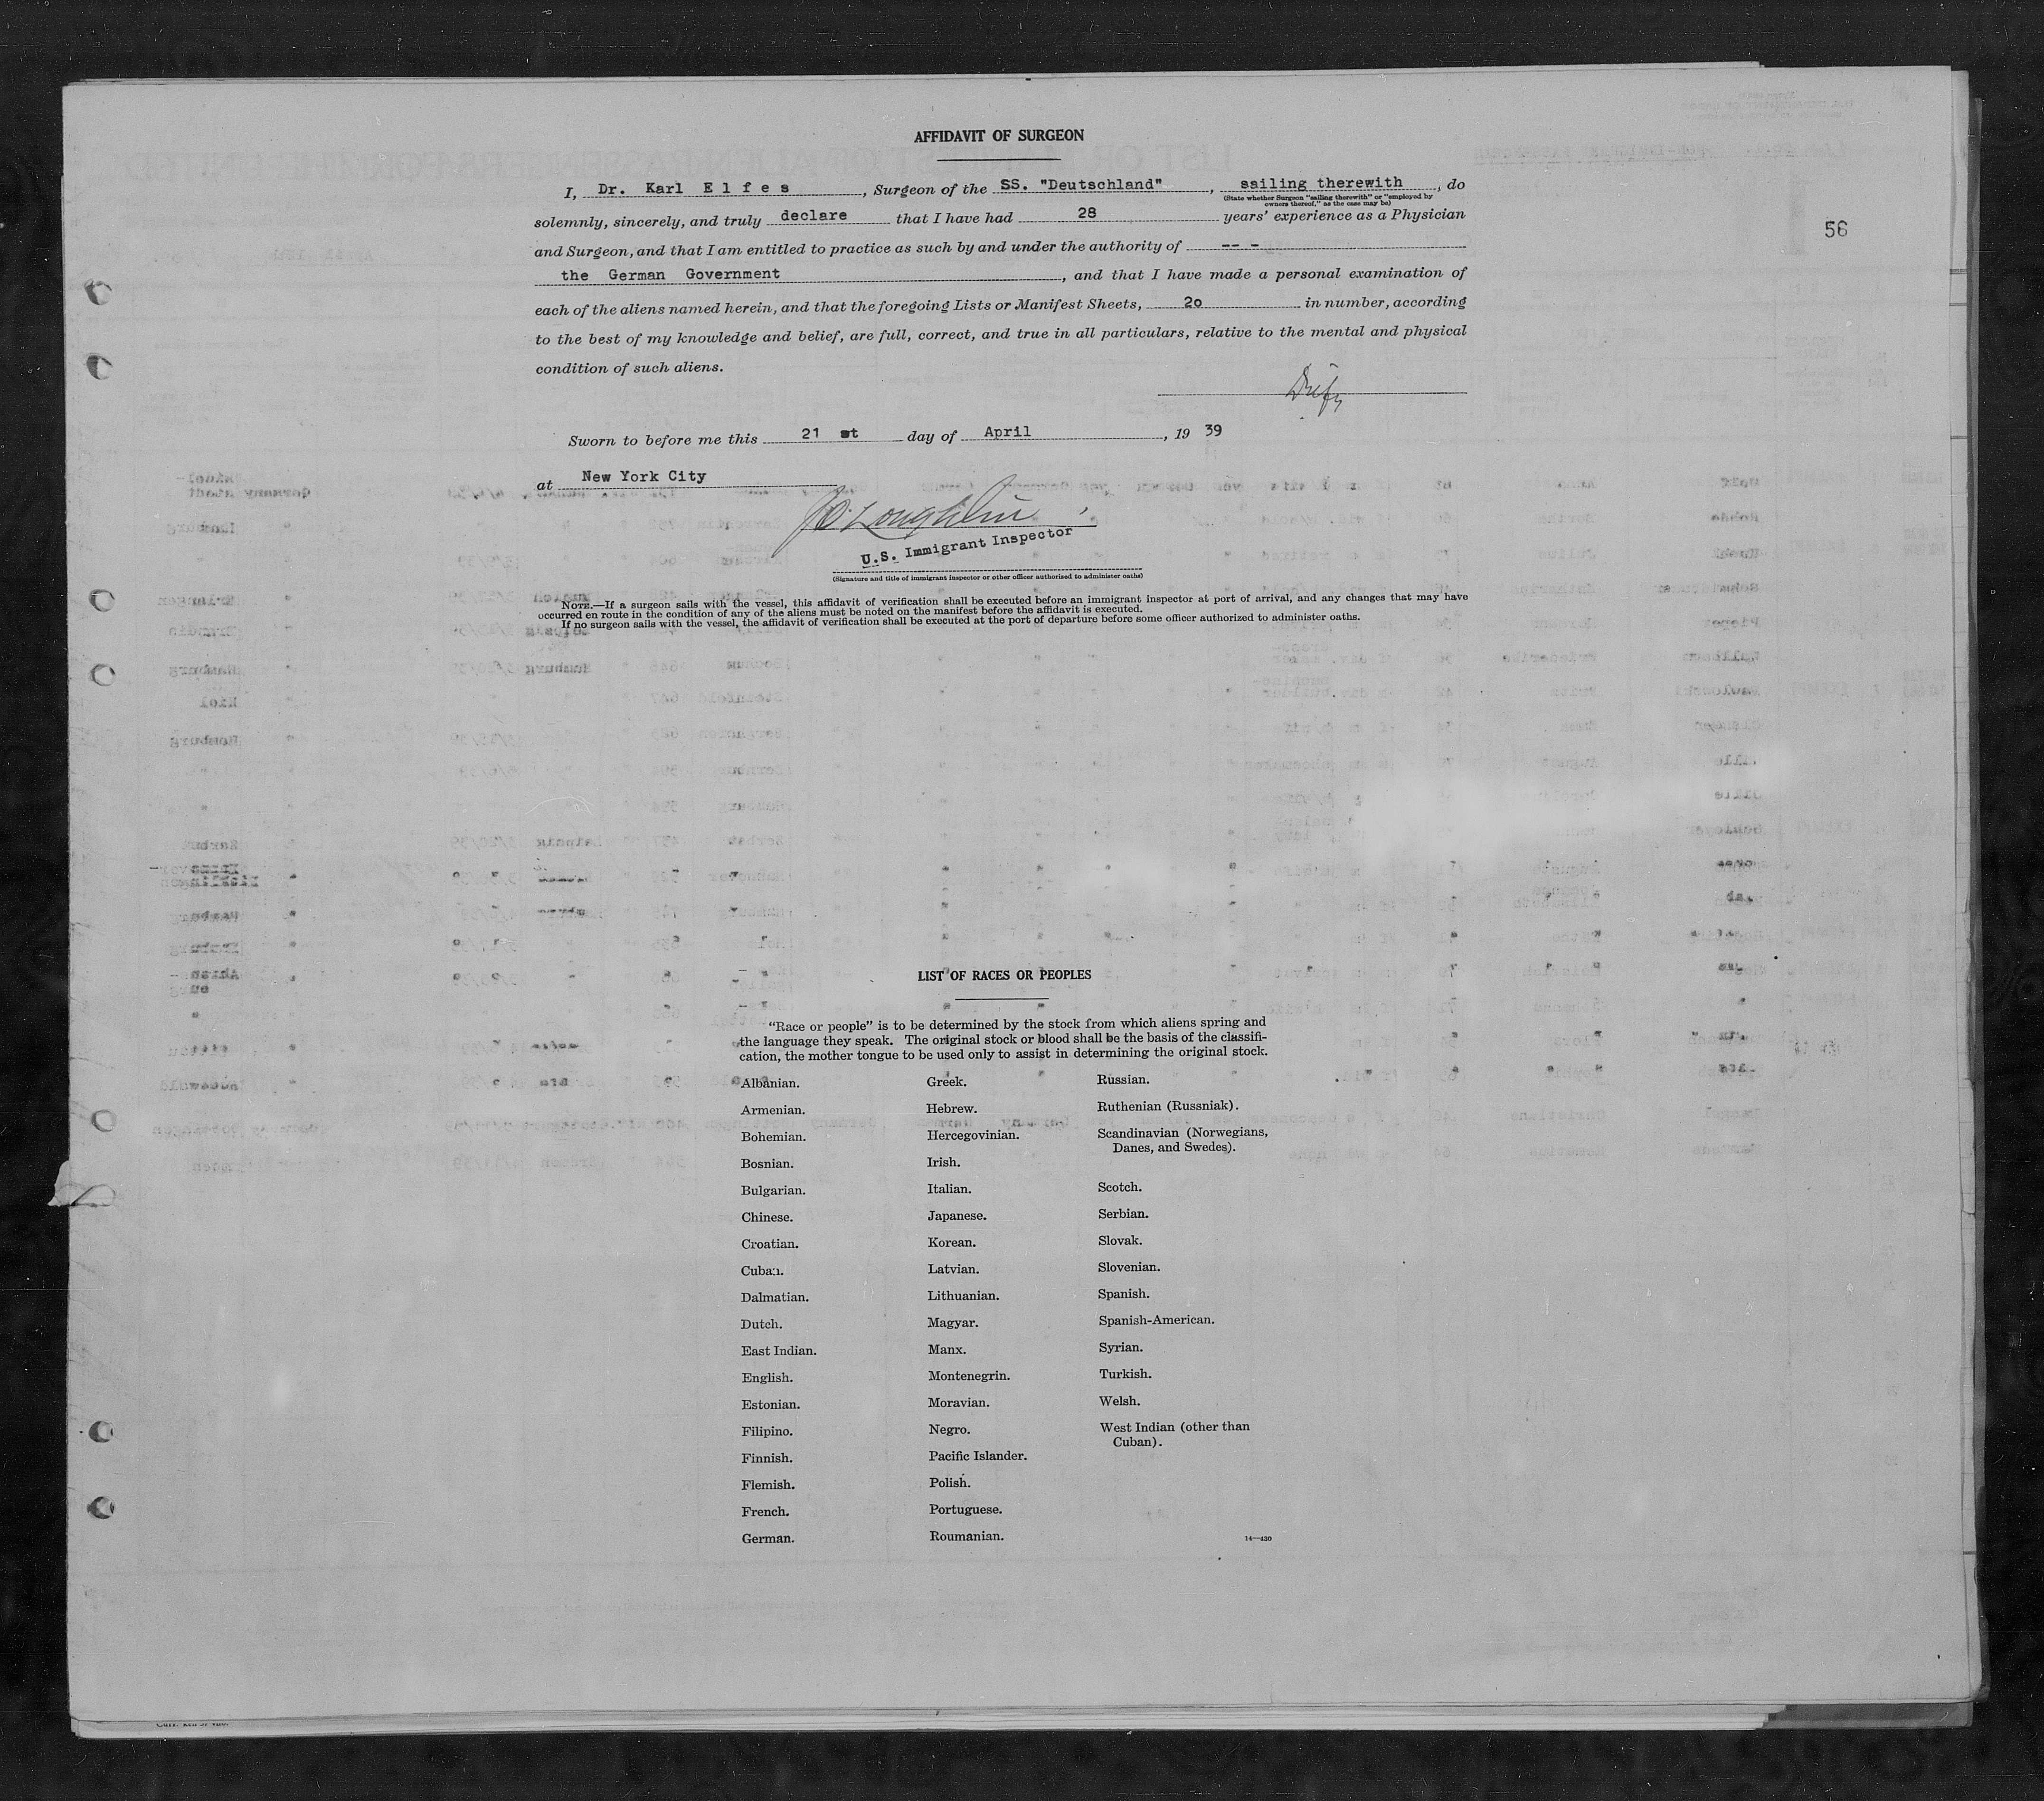 AFFIDAVIT OF SURGEON
I, Dr. Karl E l f e s, Surgeon of the SS. "Deutschland", sailing therewith, do
(State whether Surgeon "sailing therewith" or "employed by owners thereof," as the case may be)
solemnly, sincerely, and truly declare that I have had 28 years' experience as a Physician
56
and Surgeon, and that I am entitled to practice as such by and under the authority of -- -
the German Government, and that I have made a personal examination of
each of the aliens named herein, and that the foregoing Lists or Manifest Sheets, 2o in number, according
to the best of my knowledge and belief, are full, correct, and true in all particulars, relative to the mental and physical
condition of such aliens.
Sworn to before me this 21 st day of April, 19 39
at New York City
U.S. Immigrant Inspector
(Signature and title of immigrant inspector or other officer authorized to administer oaths)
NOTE.—If a surgeon sails with the vessel, this affidavit of verification shall be executed before an immigrant inspector at port of arrival, and any changes that may have
occurred en route in the condition of any of the aliens must be noted on the manifest before the affidavit is executed.
If no surgeon sails with the vessel, the affidavit of verification shall be executed at the port of departure before some officer authorized to administer oaths.
LIST OF RACES OR PEOPLES
"Race or people" is to be determined by the stock from which aliens spring and
the language they speak. The original stock or blood shall be the basis of the classifi-
cation, the mother tongue to be used only to assist in determining the original stock.
Albanian.
Armenian.
Bohemian.
Bosnian.
Bulgarian.
Chinese.
Croatian.
Cuban.
Dalmatian.
Dutch.
East Indian.
English.
Estonian.
Filipino.
Finnish.
Flemish.
French.
German.
Greek.
Hebrew.
Hercegovinian.
Irish.
Italian.
Japanese.
Korean.
Latvian.
Lithuanian.
Magyar.
Manx.
Montenegrin.
Moravian.
Negro.
Pacific Islander.
Polish.
Portuguese.
Roumanian.
Russian.
Ruthenian (Russniak).
Scandinavian (Norwegians,
Danes, and Swedes).
Scotch.
Serbian.
Slovak.
Slovenian.
Spanish.
Spanish-American.
Syrian.
Turkish.
Welsh.
West Indian (other than
Cuban).
14—430